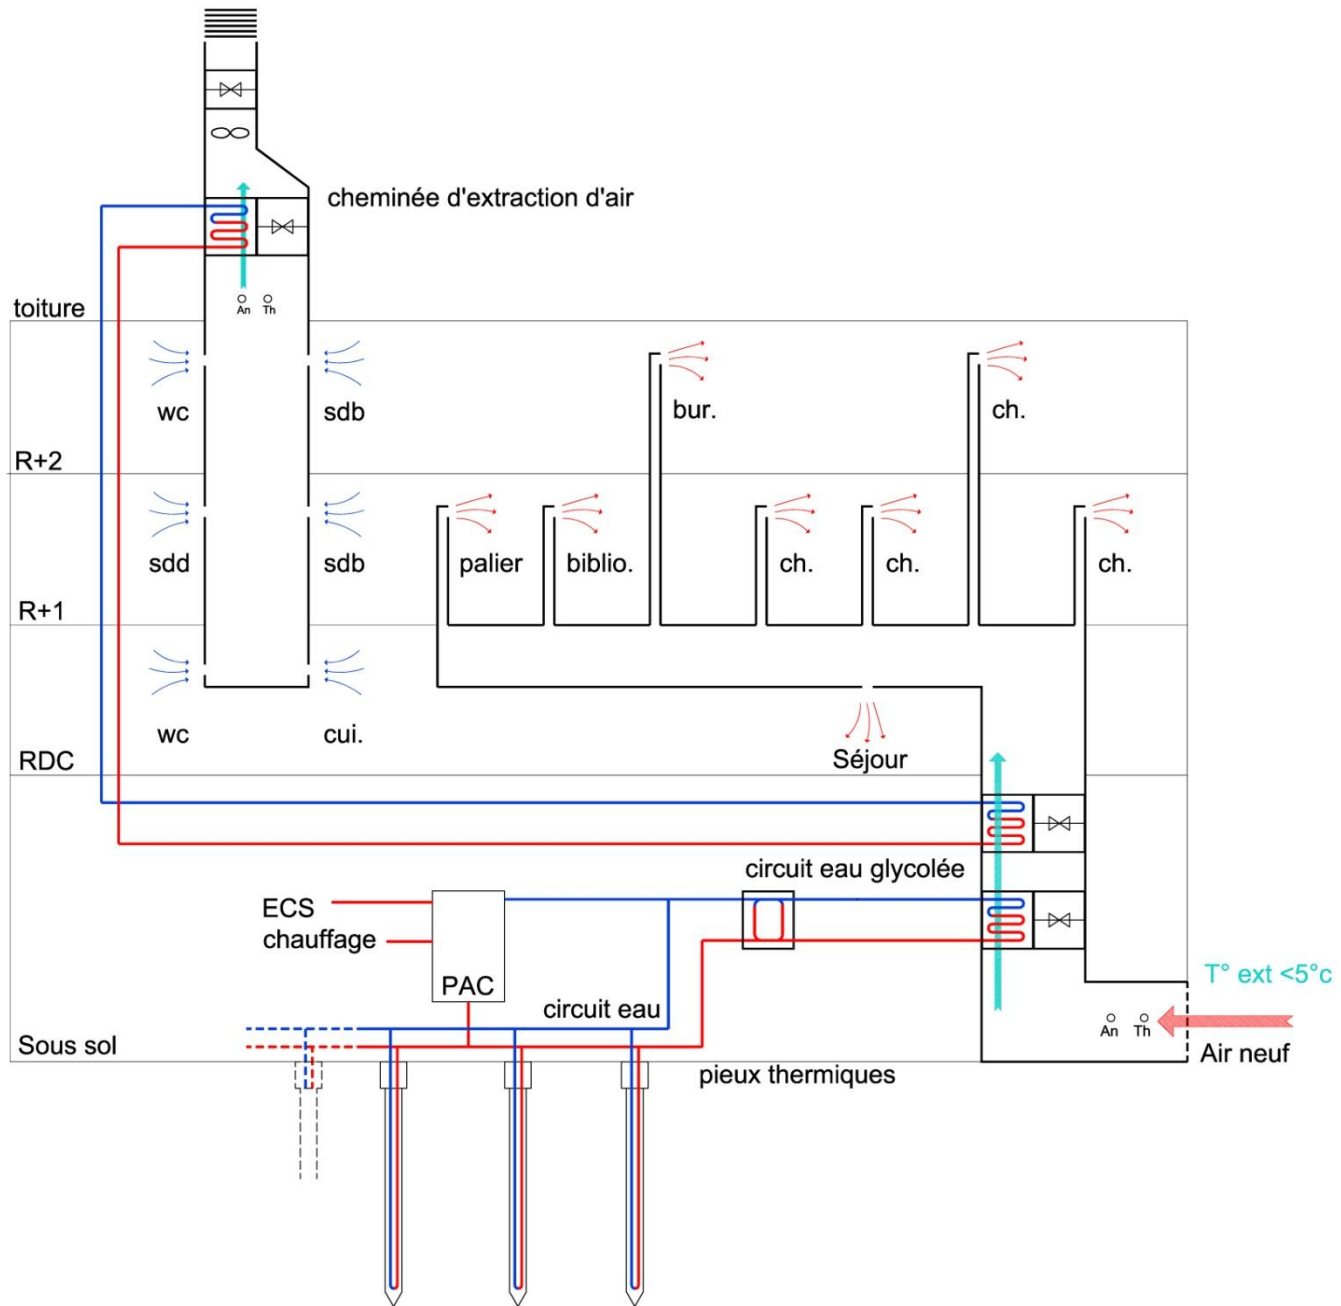 cheminée d'extraction d'air
An Th
toiture
wc sdb bur. ch.
R+2
sdd sdb palier biblio. ch. ch. ch.
R+1
wc cui. Séjour
RDC
circuit eau glycolée
ECS
chauffage
PAC
T° ext <5°c
circuit eau
An Th
Sous sol
Air neuf
pieux thermiques